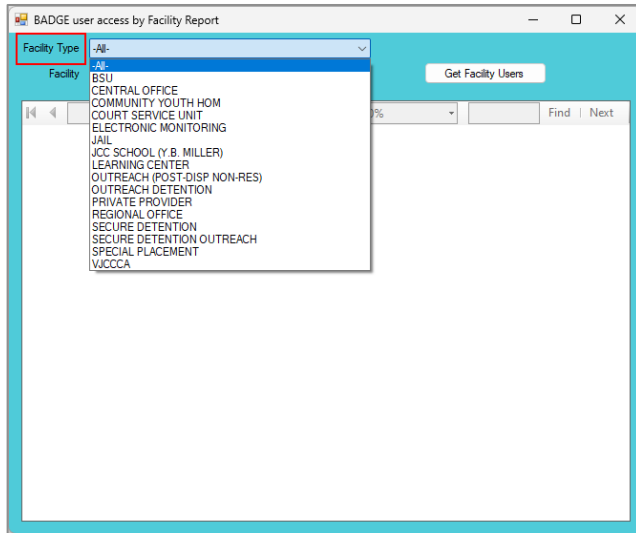 BADGE user access by Facility Report
Facility Type
-All-
Facility
Get Facility Users
-All-
BSU
CENTRAL OFFICE
COMMUNITY YOUTH HOM
COURT SERVICE UNIT
ELECTRONIC MONITORING
JAIL
JCC SCHOOL (Y.B. MILLER)
LEARNING CENTER
OUTREACH (POST-DISP NON-RES)
OUTREACH DETENTION
PRIVATE PROVIDER
REGIONAL OFFICE
SECURE DETENTION
SECURE DETENTION OUTREACH
SPECIAL PLACEMENT
VJCCCA
Find | Next